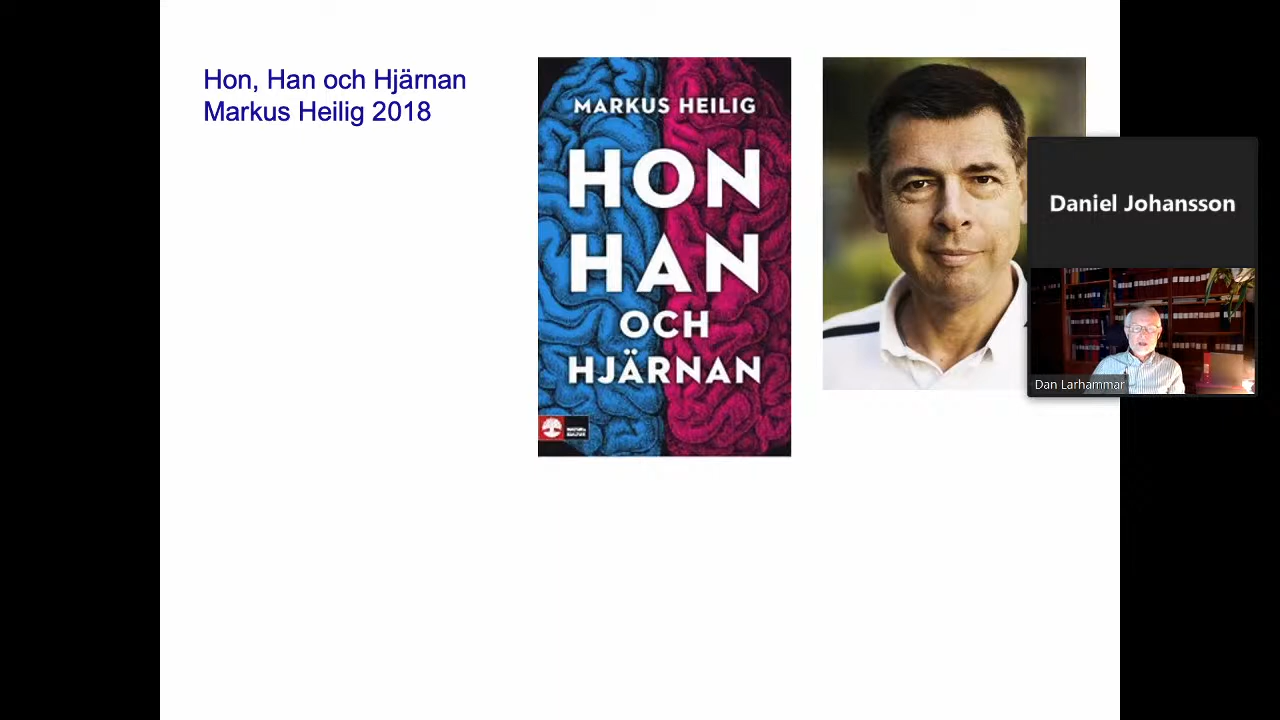 Hon, Han och Hjärnan
Markus Heilig 2018
MARKUS HEILIG
HON
HAN
OCH
HJÄRNAN
Daniel Johansson
Dan Larhammar